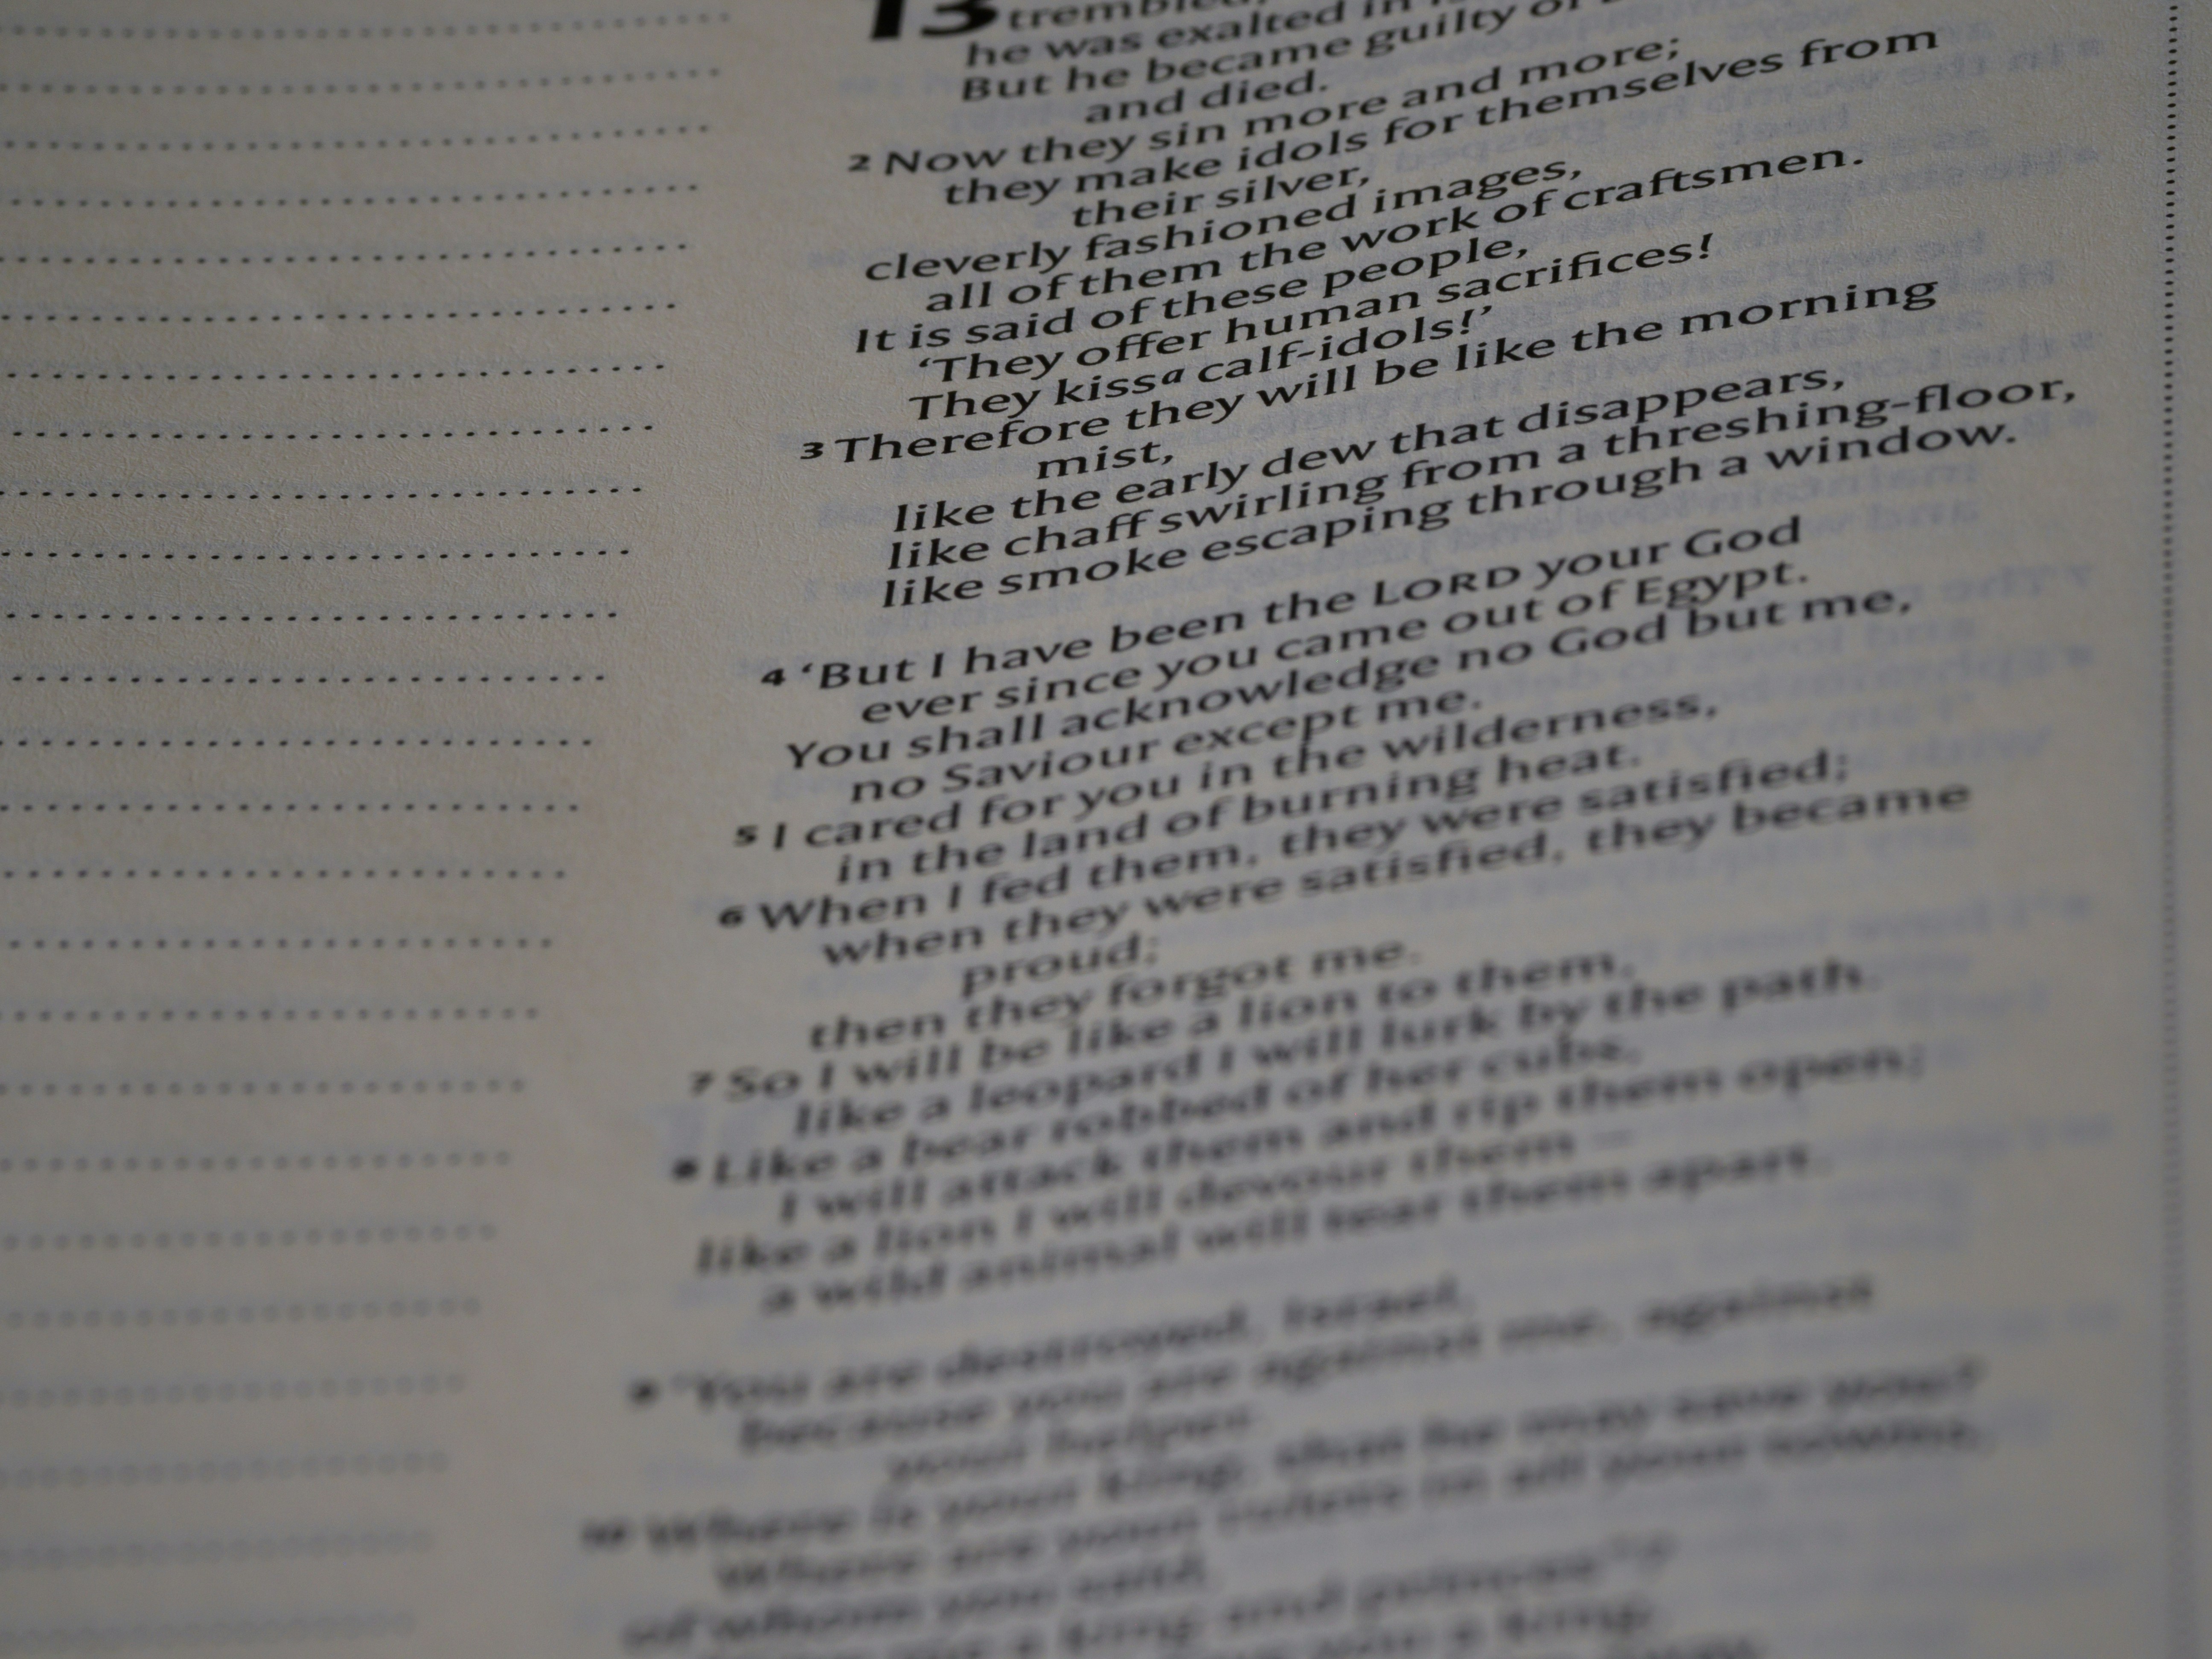 13 trembled,
he was exalted in
But he became guilty of
and died.
2 Now they sin more and more;
they make idols for themselves from
their silver,
cleverly fashioned images,
all of them the work of craftsmen.
It is said of these people,
‘They offer human sacrifices!
They kissᵃ calf-idols!’
3 Therefore they will be like the morning
mist,
like the early dew that disappears,
like chaff swirling from a threshing-floor,
like smoke escaping through a window.
4 ‘But I have been the LORD your God
ever since you came out of Egypt.
You shall acknowledge no God but me,
no Saviour except me.
5 I cared for you in the wilderness,
in the land of burning heat.
6 When I fed them, they were satisfied;
when they were satisfied, they became
proud;
then they forgot me.
7 So I will be like a lion to them,
like a leopard I will lurk by the path.
8 Like a bear robbed of her cubs,
I will attack them and rip them open;
like a lion I will devour them –
a wild animal will tear them apart.
9 ‘You are destroyed, Israel,
because you are against me, against
your helper.
10 Where is your king, that he may save you?
Where are your rulers in all your towns,
of whom you said,
a king and princes”?